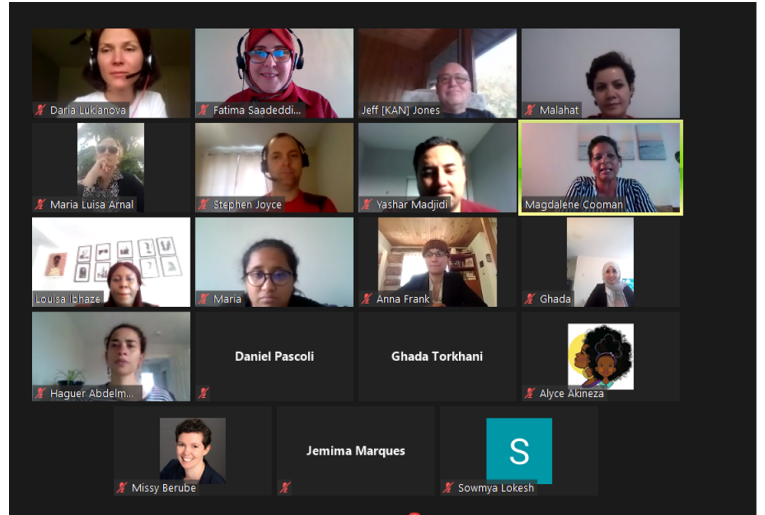 Daria Lukianova
Fatima Saadeddi...
Jeff [KAN] Jones
Malahat
Maria Luisa Arnal
Stephen Joyce
Yashar Madjidi
Magdalene Cooman
Louisa Ibhaze
Maria
Anna Frank
Ghada
Haguer Abdelm...
Daniel Pascoli
Ghada Torkhani
Alyce Akineza
Missy Berube
Jemima Marques
S
Sowmya Lokesh